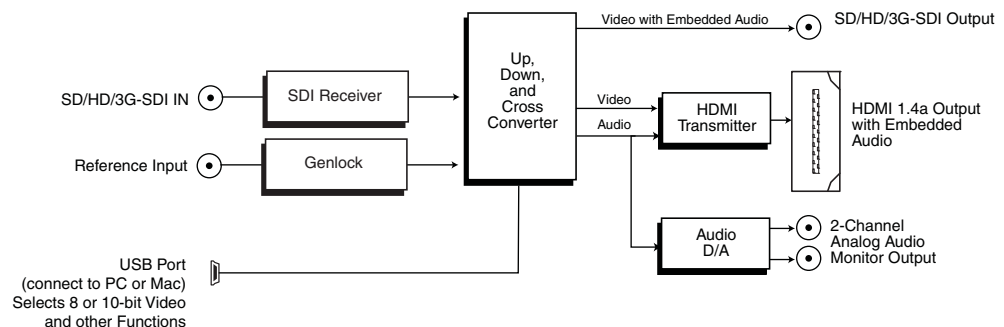 Video with Embedded Audio
SD/HD/3G-SDI Output
Up,
Down,
and
Cross
Converter
SD/HD/3G-SDI IN
SDI Receiver
Video
Audio
HDMI
Transmitter
HDMI 1.4a Output
with Embedded
Audio
Reference Input
Genlock
Audio
D/A
2-Channel
Analog Audio
Monitor Output
USB Port
(connect to PC or Mac)
Selects 8 or 10-bit Video
and other Functions